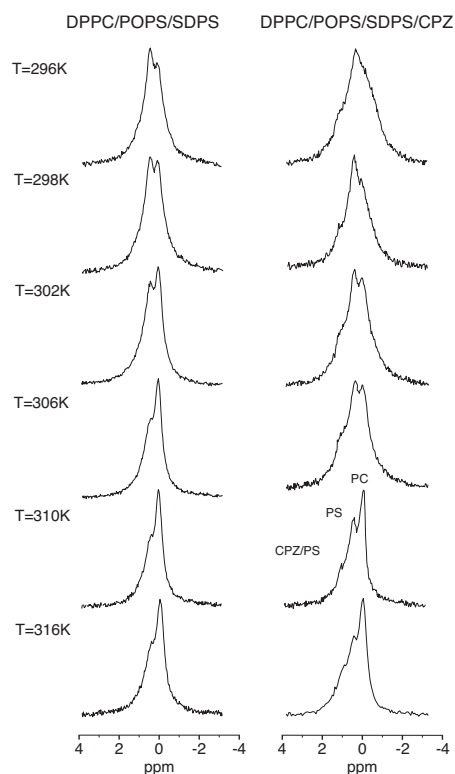 DPPC/POPS/SDPS DPPC/POPS/SDPS/CPZ
T=296K
T=298K
T=302K
T=306K
PC
PS
T=310K
CPZ/PS
T=316K
4 2 0 -2 -4 4 2 0 -2 -4
ppm ppm